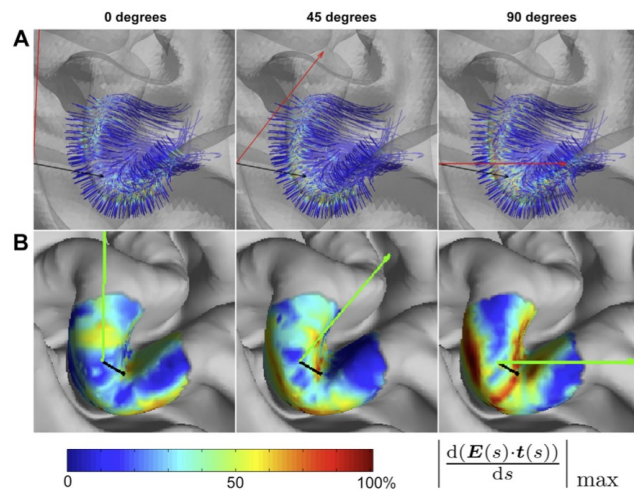 0 degrees 45 degrees 90 degrees
A
B
0 50 100%
| d(E(s)·t(s)) / ds | max